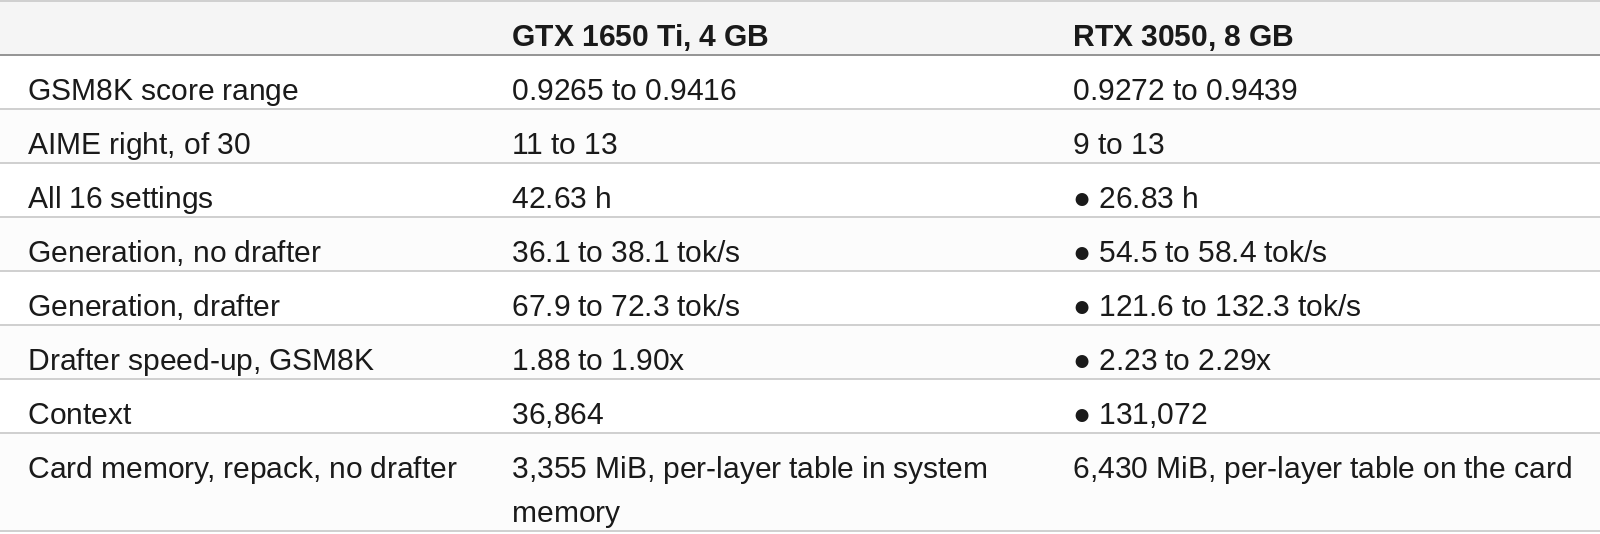 GTX 1650 Ti, 4 GB RTX 3050, 8 GB
GSM8K score range 0.9265 to 0.9416 0.9272 to 0.9439
AIME right, of 30 11 to 13 9 to 13
All 16 settings 42.63 h ● 26.83 h
Generation, no drafter 36.1 to 38.1 tok/s ● 54.5 to 58.4 tok/s
Generation, drafter 67.9 to 72.3 tok/s ● 121.6 to 132.3 tok/s
Drafter speed-up, GSM8K 1.88 to 1.90x ● 2.23 to 2.29x
Context 36,864 ● 131,072
Card memory, repack, no drafter 3,355 MiB, per-layer table in system 6,430 MiB, per-layer table on the card
memory